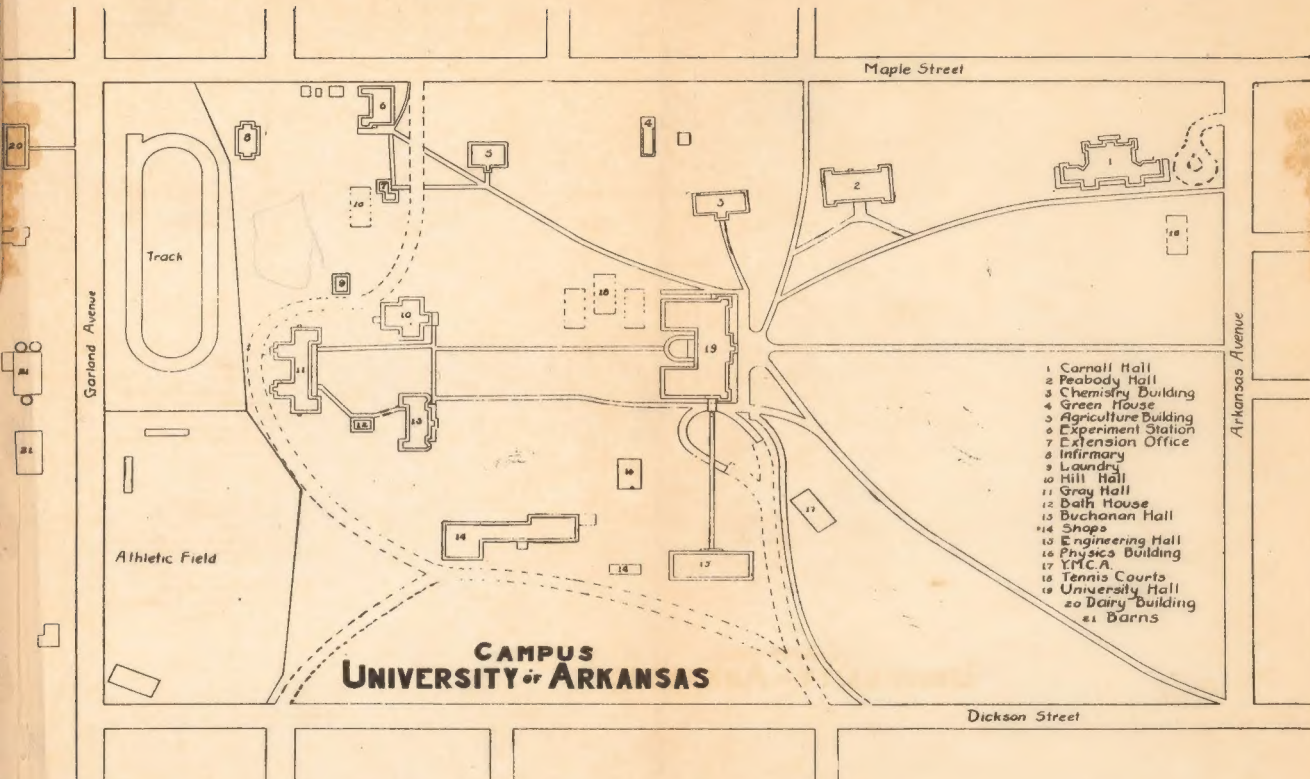 Maple Street
6
8
4
20
5
1
7
2
18
3
18
Track
9
18
10
Garland Avenue
19
11
21
Arkansas Avenue
12
13
21
16
17
14
14
15
Athletic Field
1 Carnall Hall
2 Peabody Hall
3 Chemistry Building
4 Green House
5 Agriculture Building
6 Experiment Station
7 Extension Office
8 Infirmary
9 Laundry
10 Hill Hall
11 Gray Hall
12 Bath House
13 Buchanan Hall
14 Shops
15 Engineering Hall
16 Physics Building
17 Y.M.C.A.
18 Tennis Courts
19 University Hall
20 Dairy Building
21 Barns
CAMPUS
UNIVERSITY of ARKANSAS
Dickson Street